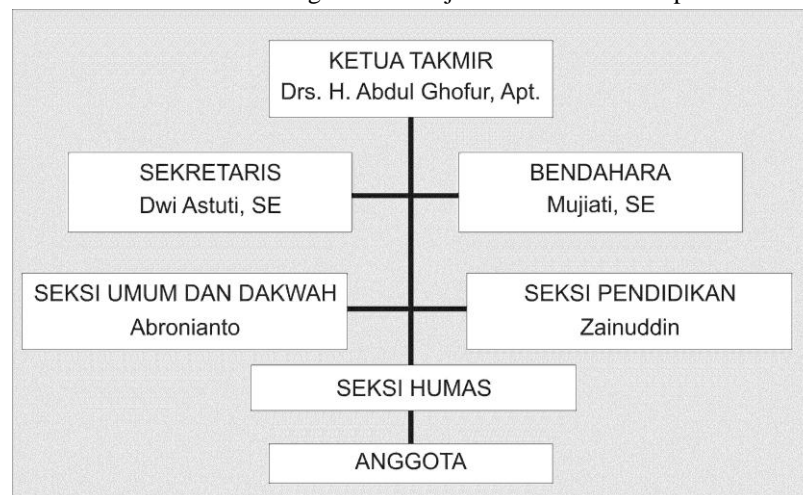 KETUA TAKMIR
Drs. H. Abdul Ghofur, Apt.
SEKRETARIS
Dwi Astuti, SE
BENDAHARA
Mujiati, SE
SEKSI UMUM DAN DAKWAH
Abronianto
SEKSI PENDIDIKAN
Zainuddin
SEKSI HUMAS
ANGGOTA